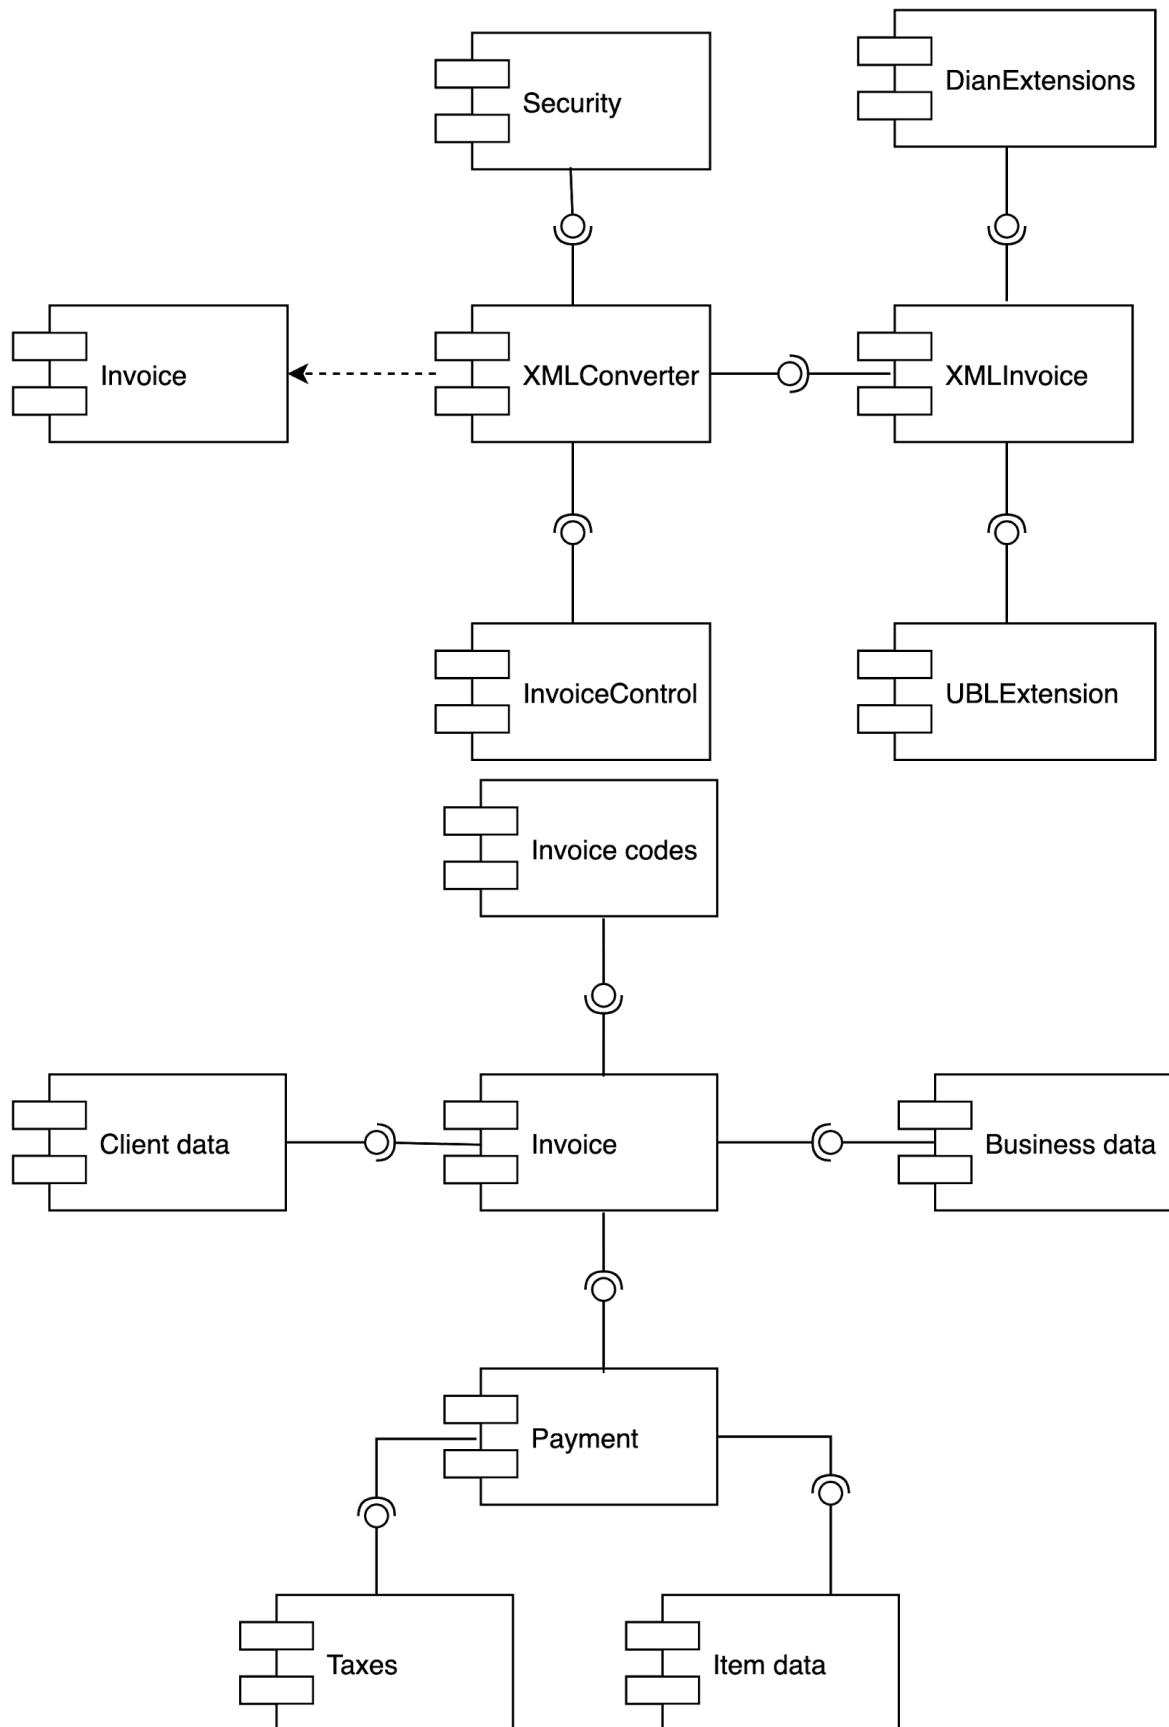 DianExtensions
Security
Invoice
XMLConverter
XMLInvoice
InvoiceControl
UBLExtension
Invoice codes
Client data
Invoice
Business data
Payment
Taxes
Item data